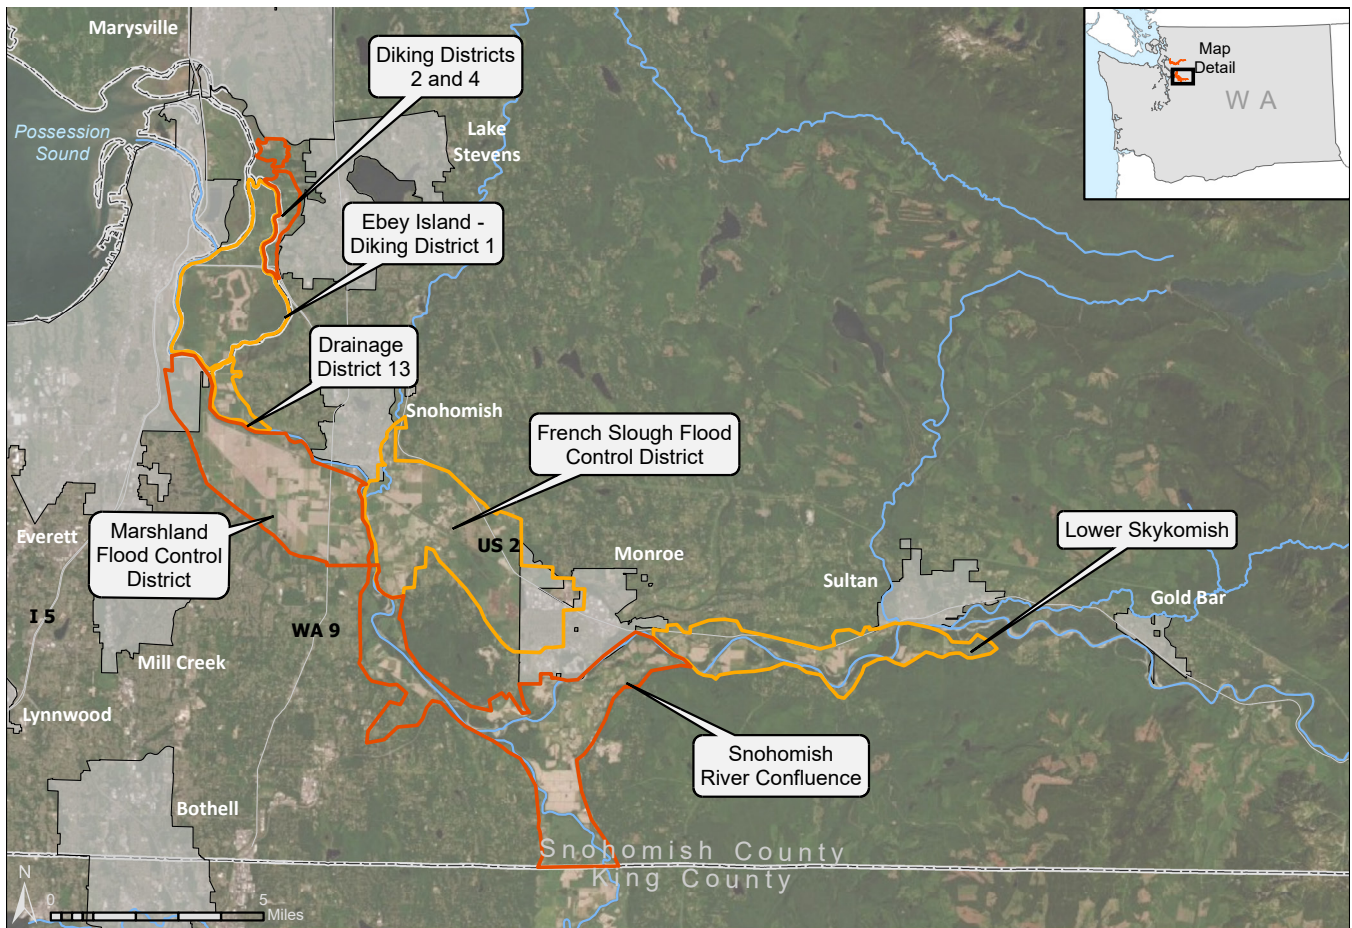 Marysville
Diking Districts
2 and 4
Possession
Sound
Lake
Stevens
Map
Detail
W A
Ebey Island -
Diking District 1
Drainage
District 13
Snohomish
French Slough Flood
Control District
Marshland
Flood Control
District
Everett
US 2
Monroe
Lower Skykomish
Sultan
Gold Bar
I 5
WA 9
Mill Creek
Lynnwood
Snohomish
River Confluence
Bothell
Snohomish County
King County
N
0
5
Miles